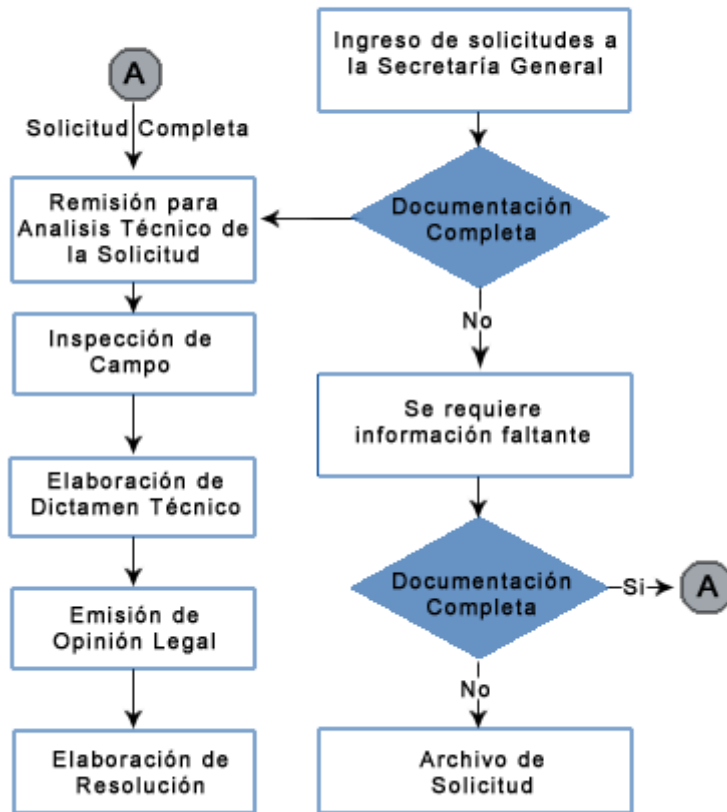 A
Solicitud Completa
Remisión para
Analisis Técnico de
la Solicitud
Inspección de
Campo
Elaboración de
Dictamen Técnico
Emisión de
Opinión Legal
Elaboración de
Resolución
Ingreso de solicitudes a
la Secretaría General
Documentación
Completa
No
Se requiere
información faltante
Documentación
Completa
Si
A
No
Archivo de
Solicitud